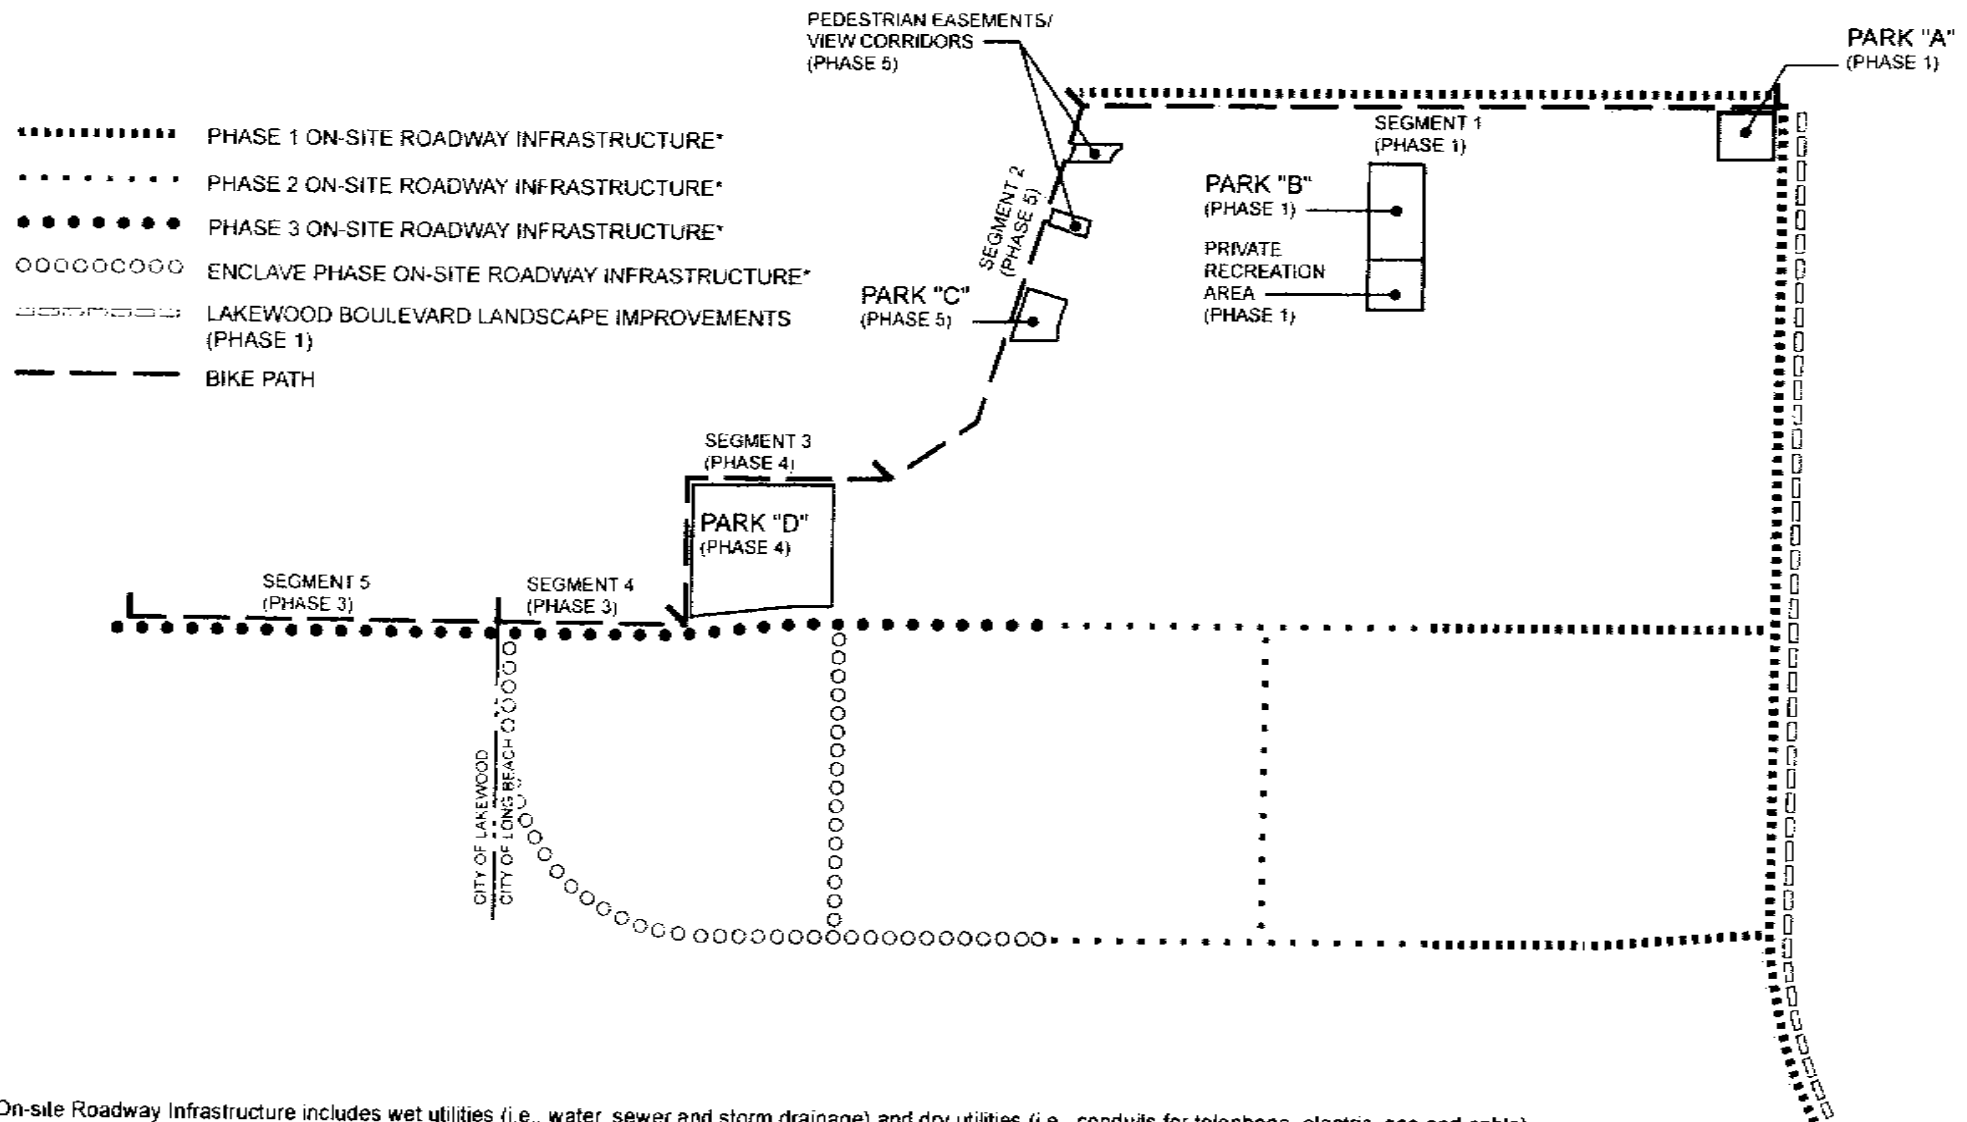 PEDESTRIAN EASEMENTS/
VIEW CORRIDORS
(PHASE 5)
PARK "A"
(PHASE 1)
PHASE 1 ON-SITE ROADWAY INFRASTRUCTURE*
PHASE 2 ON-SITE ROADWAY INFRASTRUCTURE*
PHASE 3 ON-SITE ROADWAY INFRASTRUCTURE*
ENCLAVE PHASE ON-SITE ROADWAY INFRASTRUCTURE*
LAKEWOOD BOULEVARD LANDSCAPE IMPROVEMENTS
(PHASE 1)
BIKE PATH
SEGMENT 1
(PHASE 1)
PARK "B"
(PHASE 1)
PRIVATE
RECREATION
AREA
(PHASE 1)
SEGMENT 2
(PHASE 5)
PARK "C"
(PHASE 5)
SEGMENT 3
(PHASE 4)
PARK "D"
(PHASE 4)
SEGMENT 5
(PHASE 3)
SEGMENT 4
(PHASE 3)
CITY OF LAKEWOOD
CITY OF LONG BEACH
On-site Roadway Infrastructure includes wet utilities (i.e., water, sewer and storm drainage) and dry utilities (i.e., conduits for telephone, electric, gas and cable)